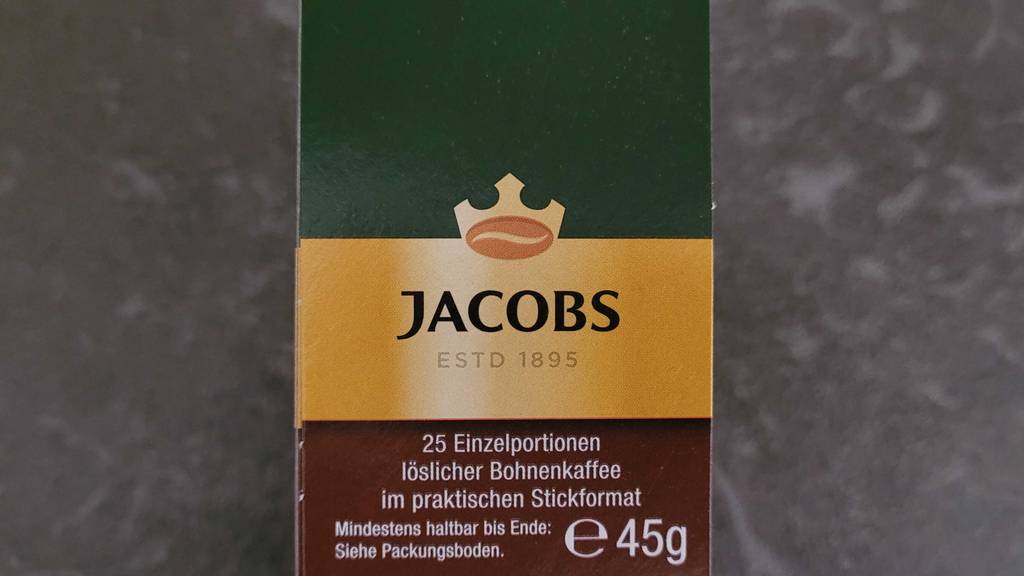 JACOBS
ESTD 1895
25 Einzelportionen
löslicher Bohnenkaffee
im praktischen Stickformat
Mindestens haltbar bis Ende:
Siehe Packungsboden.
℮ 45g